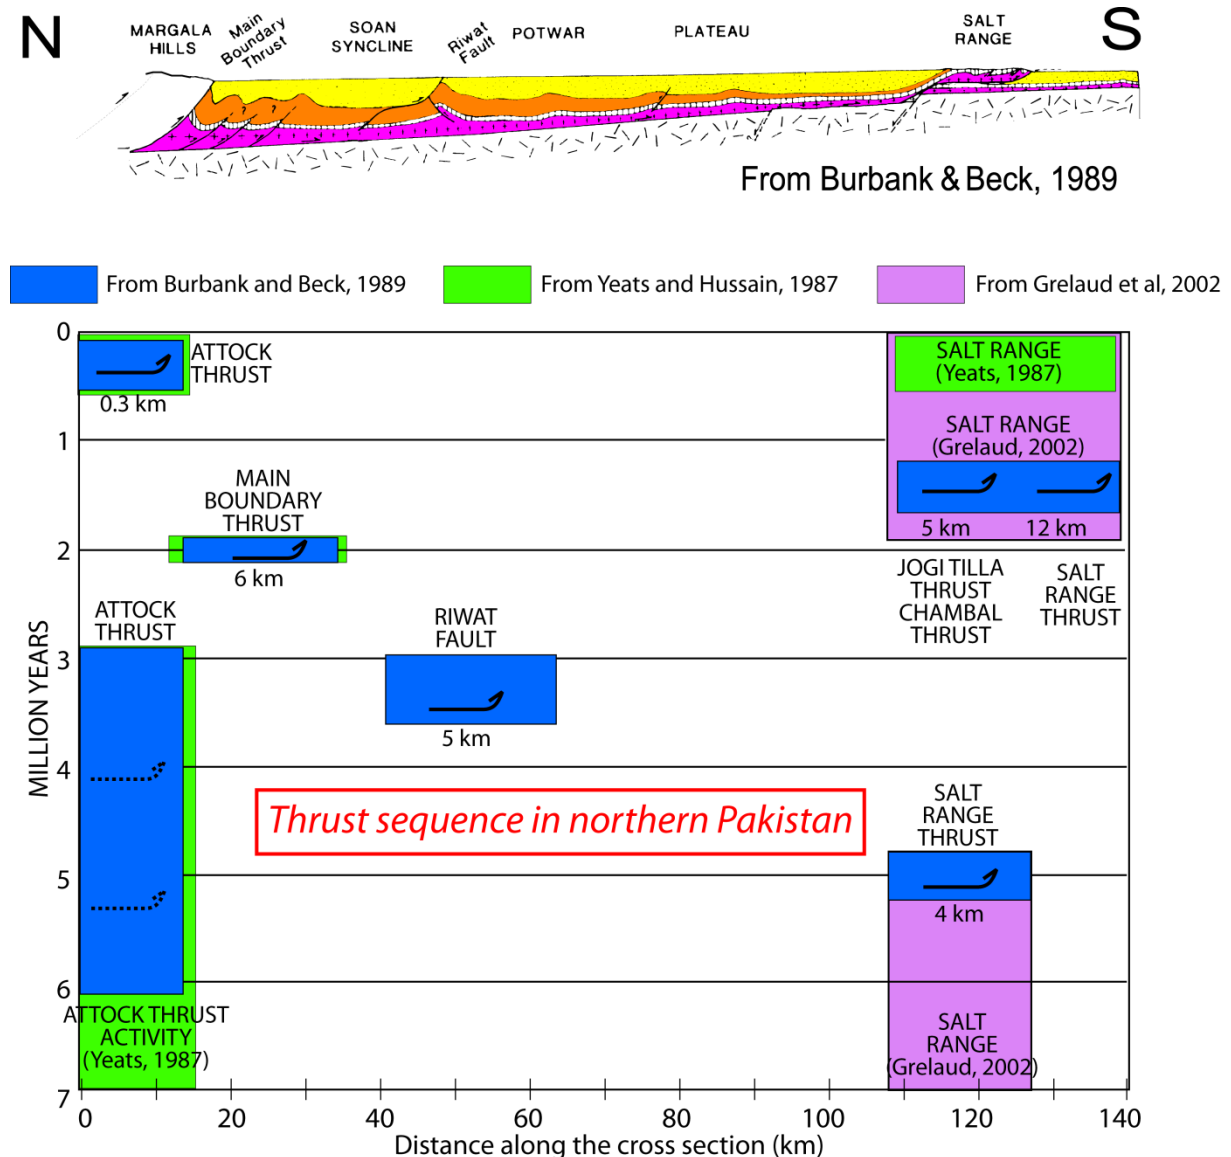 N
S
MARGALA
HILLS
Main
Boundary
Thrust
SOAN
SYNCLINE
Riwat
Fault
POTWAR
PLATEAU
SALT
RANGE
From Burbank & Beck, 1989
From Burbank and Beck, 1989
From Yeats and Hussain, 1987
From Grelaud et al, 2002
MILLION YEARS
0
1
2
3
4
5
6
7
ATTOCK
THRUST
0.3 km
SALT RANGE
(Yeats, 1987)
SALT RANGE
(Grelaud, 2002)
5 km
12 km
MAIN
BOUNDARY
THRUST
6 km
JOGI TILLA
THRUST
CHAMBAL
THRUST
SALT
RANGE
THRUST
ATTOCK
THRUST
RIWAT
FAULT
5 km
Thrust sequence in northern Pakistan
SALT
RANGE
THRUST
4 km
ATTOCK THRUST
ACTIVITY
(Yeats, 1987)
SALT
RANGE
(Grelaud, 2002)
0
20
40
60
80
100
120
140
Distance along the cross section (km)